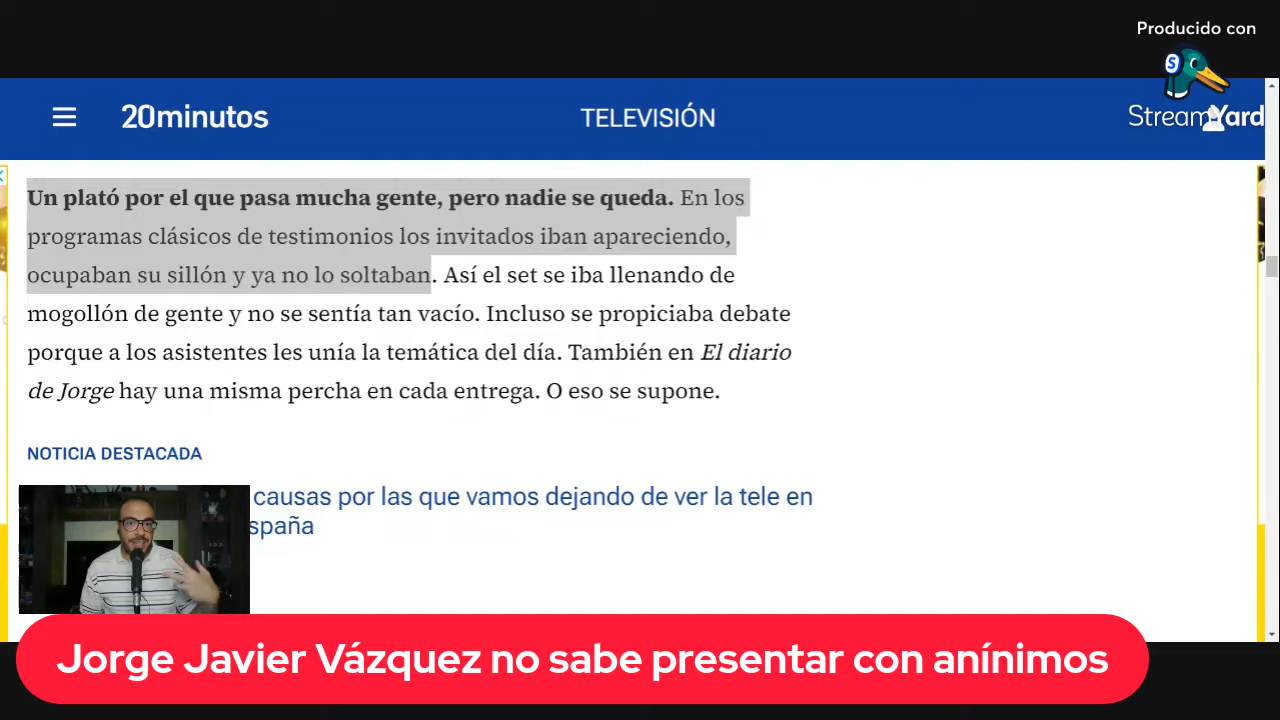 Producido con
S
StreamYard
20minutos
TELEVISIÓN
Un plató por el que pasa mucha gente, pero nadie se queda. En los
programas clásicos de testimonios los invitados iban apareciendo,
ocupaban su sillón y ya no lo soltaban. Así el set se iba llenando de
mogollón de gente y no se sentía tan vacío. Incluso se propiciaba debate
porque a los asistentes les unía la temática del día. También en El diario
de Jorge hay una misma percha en cada entrega. O eso se supone.
NOTICIA DESTACADA
causas por las que vamos dejando de ver la tele en
spaña
Jorge Javier Vázquez no sabe presentar con anínimos